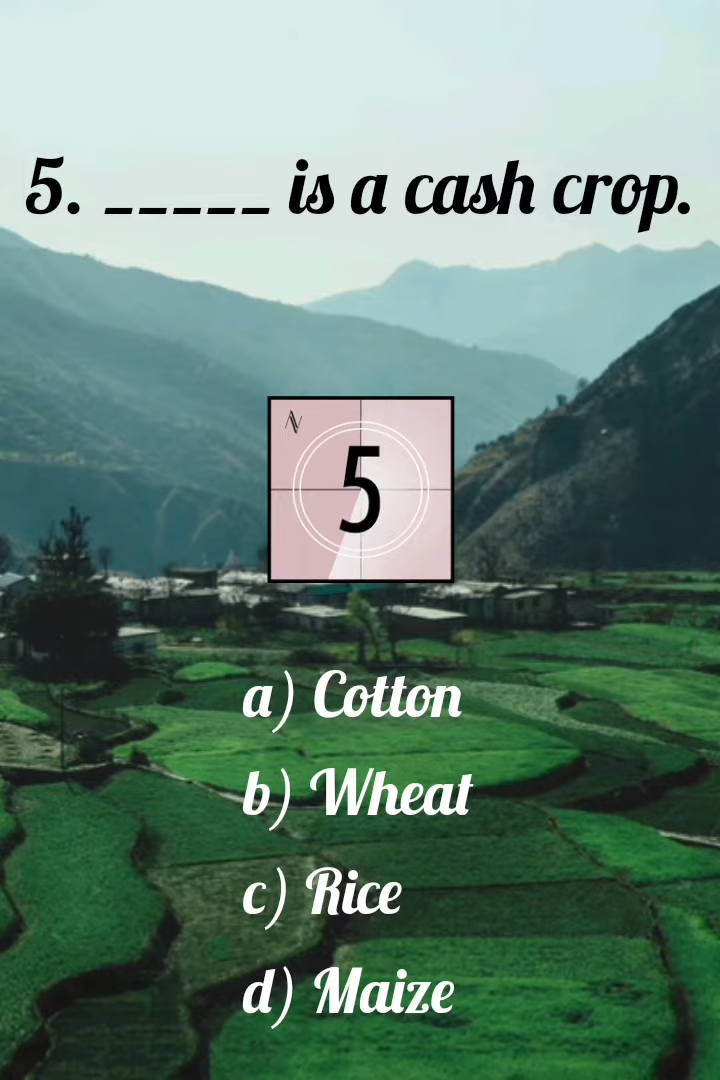 5. _____ is a cash crop.
5
a) Cotton
b) Wheat
c) Rice
d) Maize